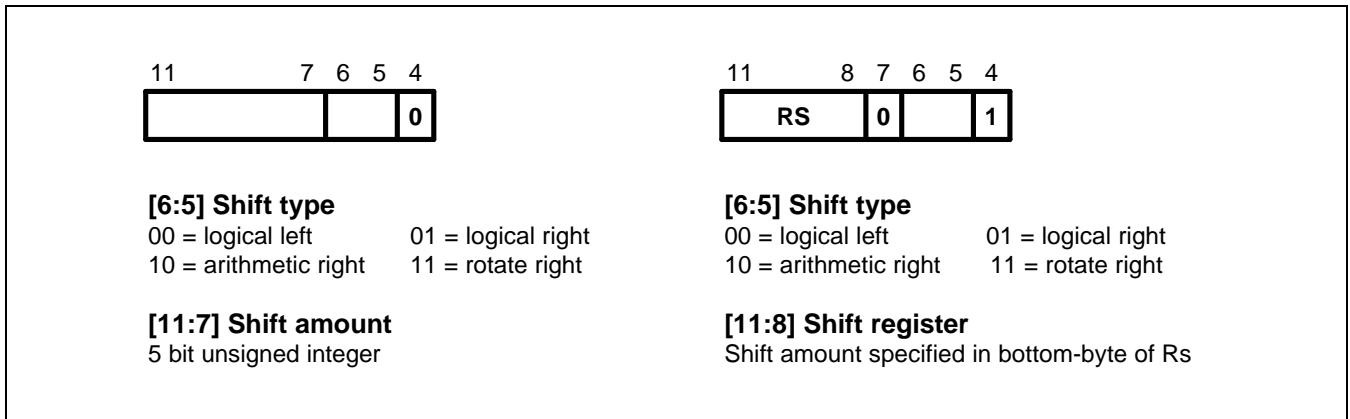 11 7 6 5 4
0
[6:5] Shift type
00 = logical left 01 = logical right
10 = arithmetic right 11 = rotate right
[11:7] Shift amount
5 bit unsigned integer
11 8 7 6 5 4
RS 0 1
[6:5] Shift type
00 = logical left 01 = logical right
10 = arithmetic right 11 = rotate right
[11:8] Shift register
Shift amount specified in bottom-byte of Rs